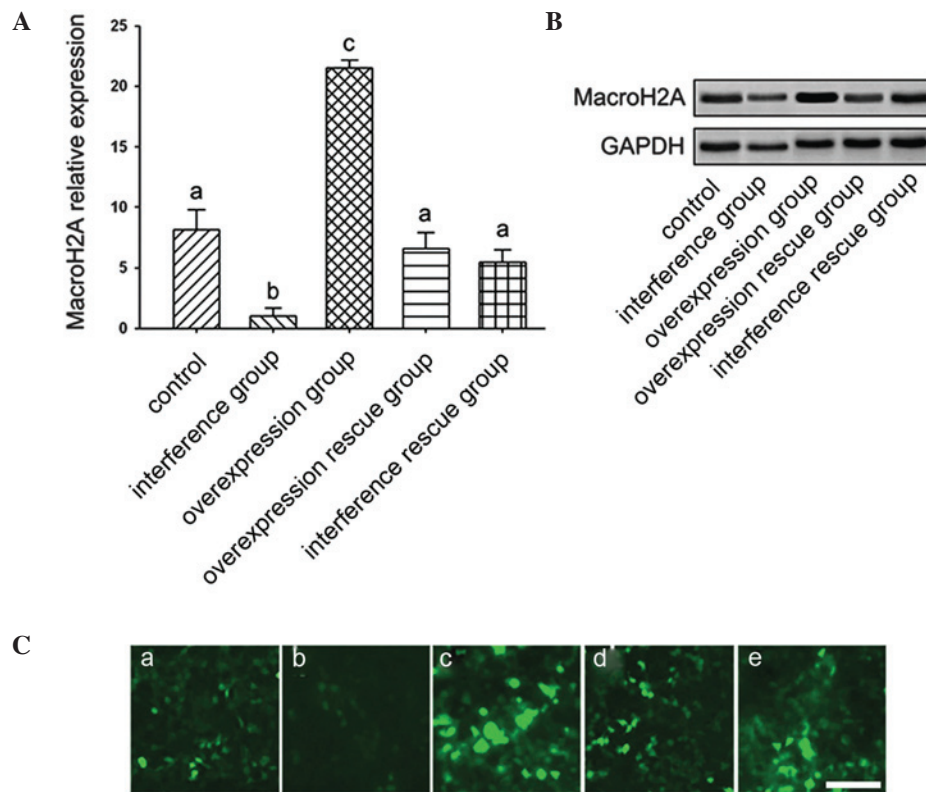 A
MacroH2A relative expression
25
20
15
10
5
0
a
b
c
a
a
control
interference group
overexpression group
overexpression rescue group
interference rescue group
B
MacroH2A
GAPDH
control
interference group
overexpression group
overexpression rescue group
interference rescue group
C
a
b
c
d
e